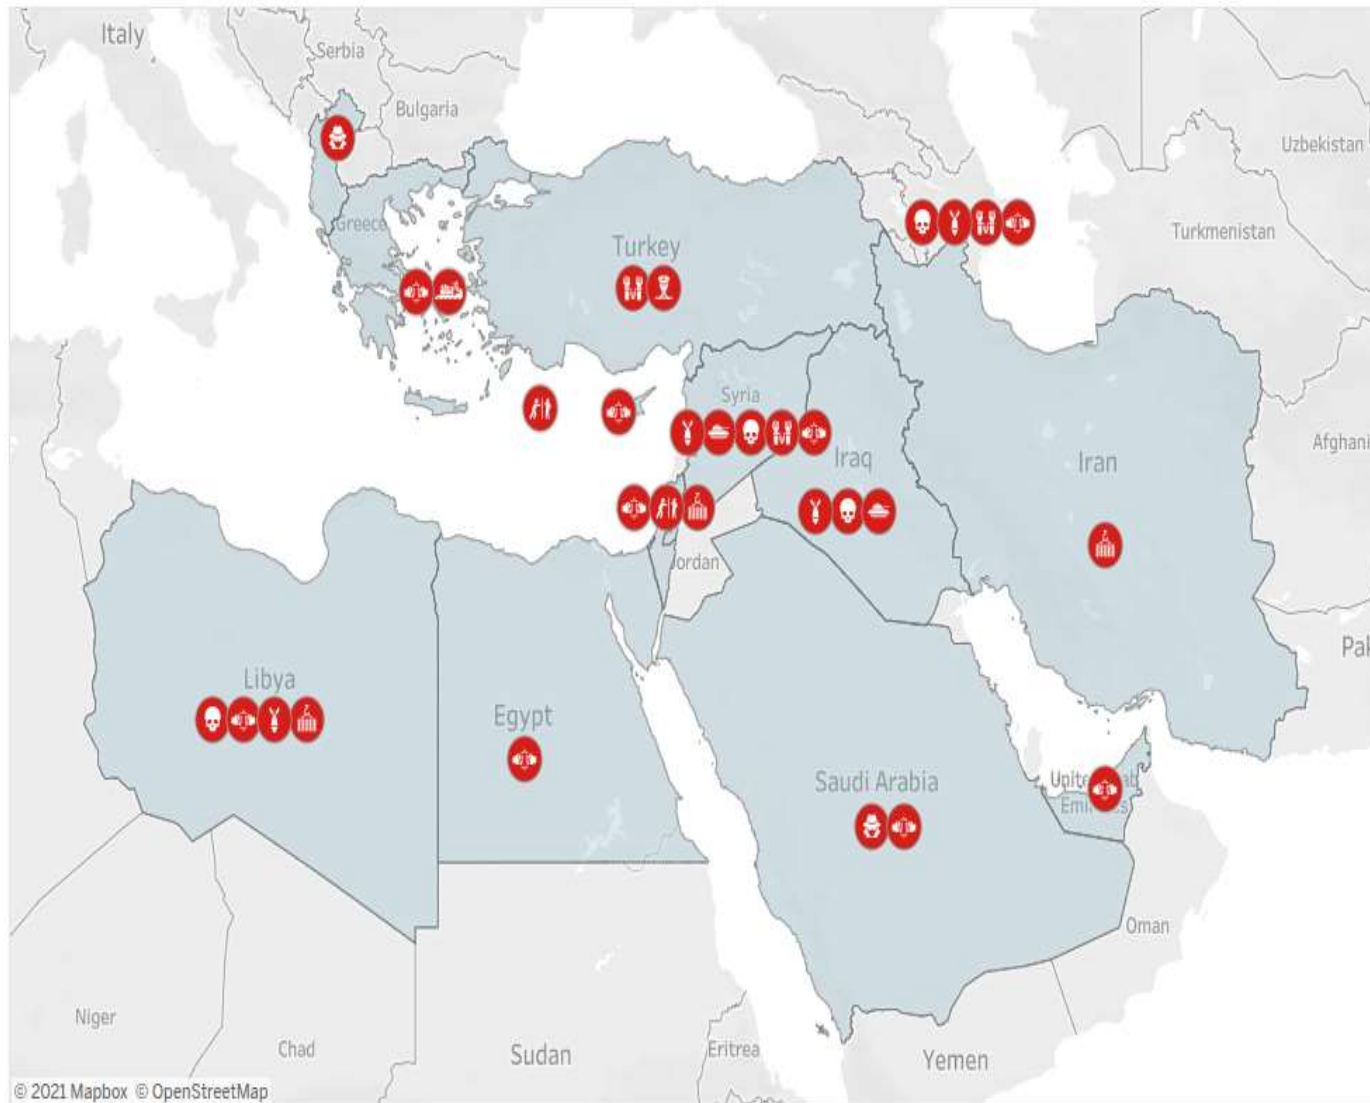 Italy
Serbia
Bulgaria
Uzbekistan
Greece
Turkey
Turkmenistan
Syria
Iraq
Iran
Afghani
Jordan
Pak
Libya
Egypt
Saudi Arabia
Oman
Niger
Chad
Sudan
Eritrea
Yemen
© 2021 Mapbox © OpenStreetMap